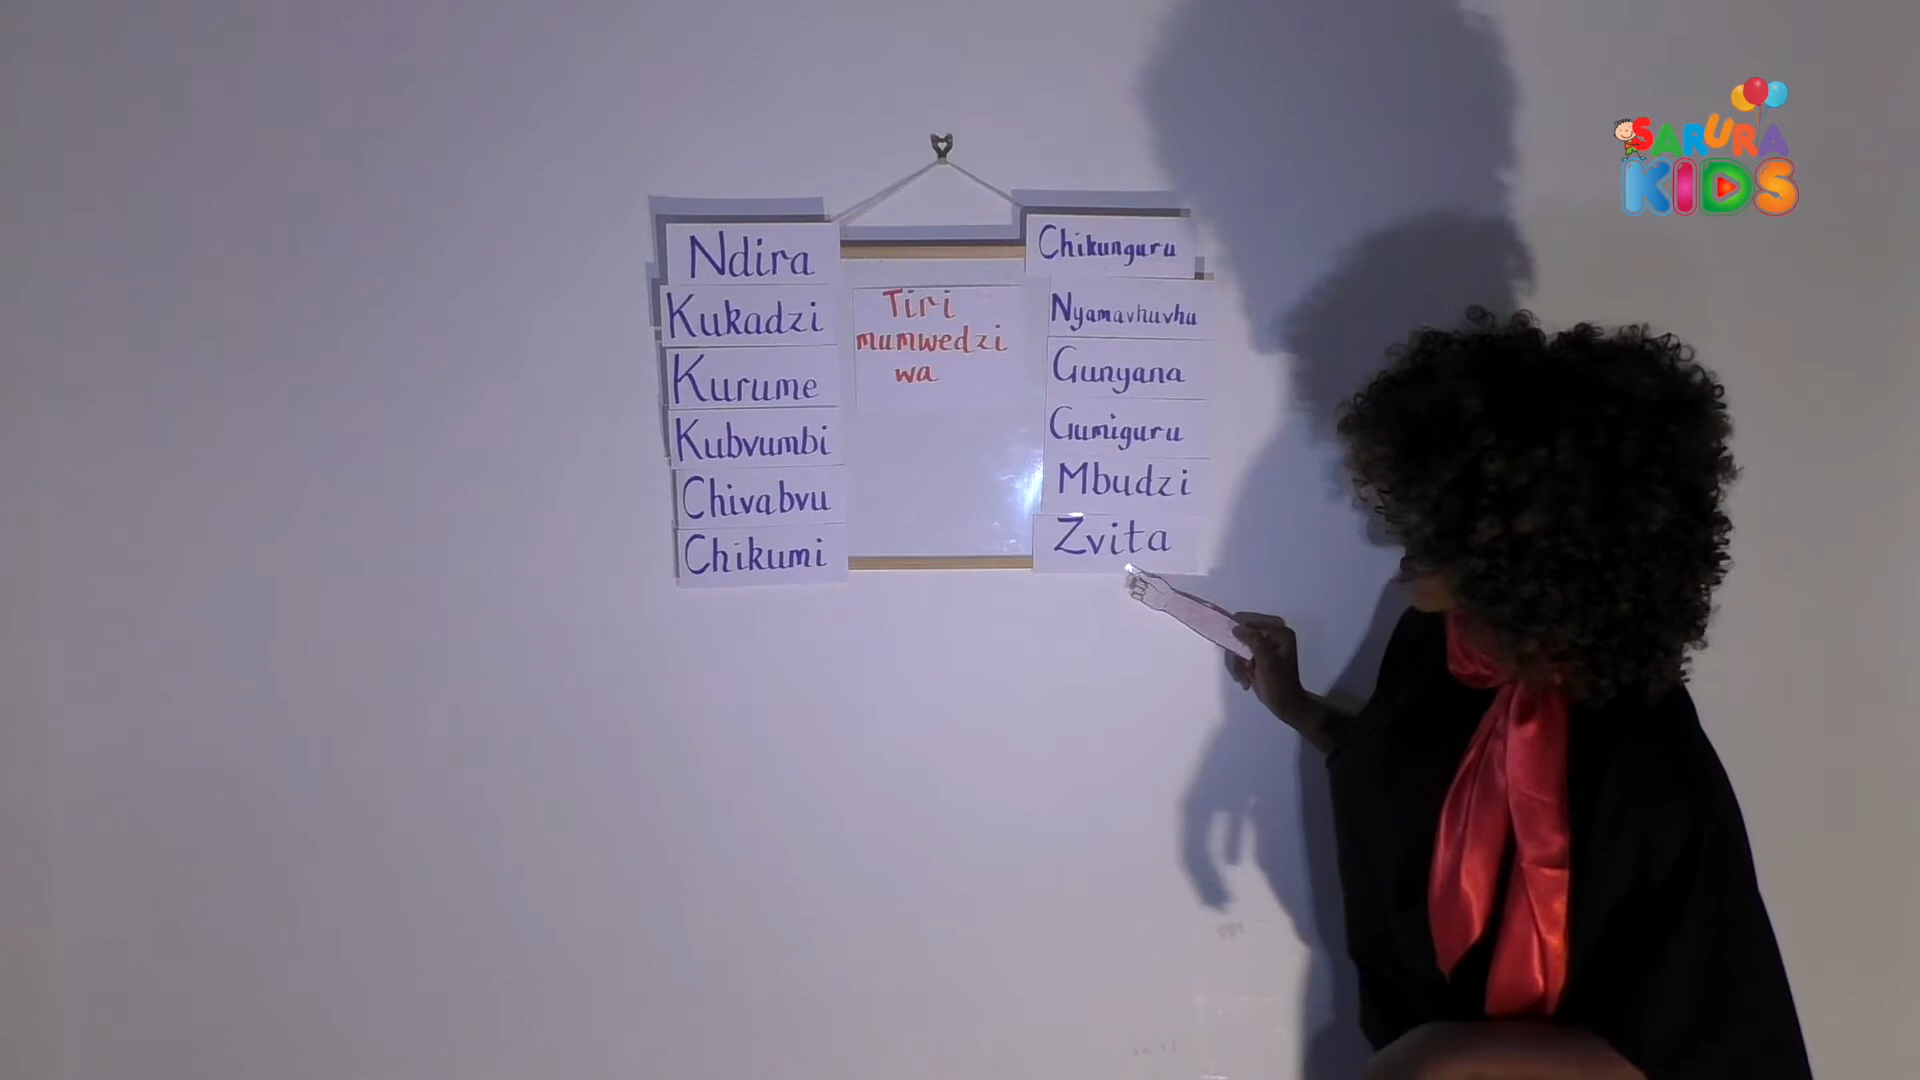 Ndira
Kukadzi
Kurume
Kubvumbi
Chivabvu
Chikumi
Tiri
mumwedzi
wa
Chikunguru
Nyamavhuvhu
Gunyana
Gumiguru
Mbudzi
Zvita
SARURA
KIDS